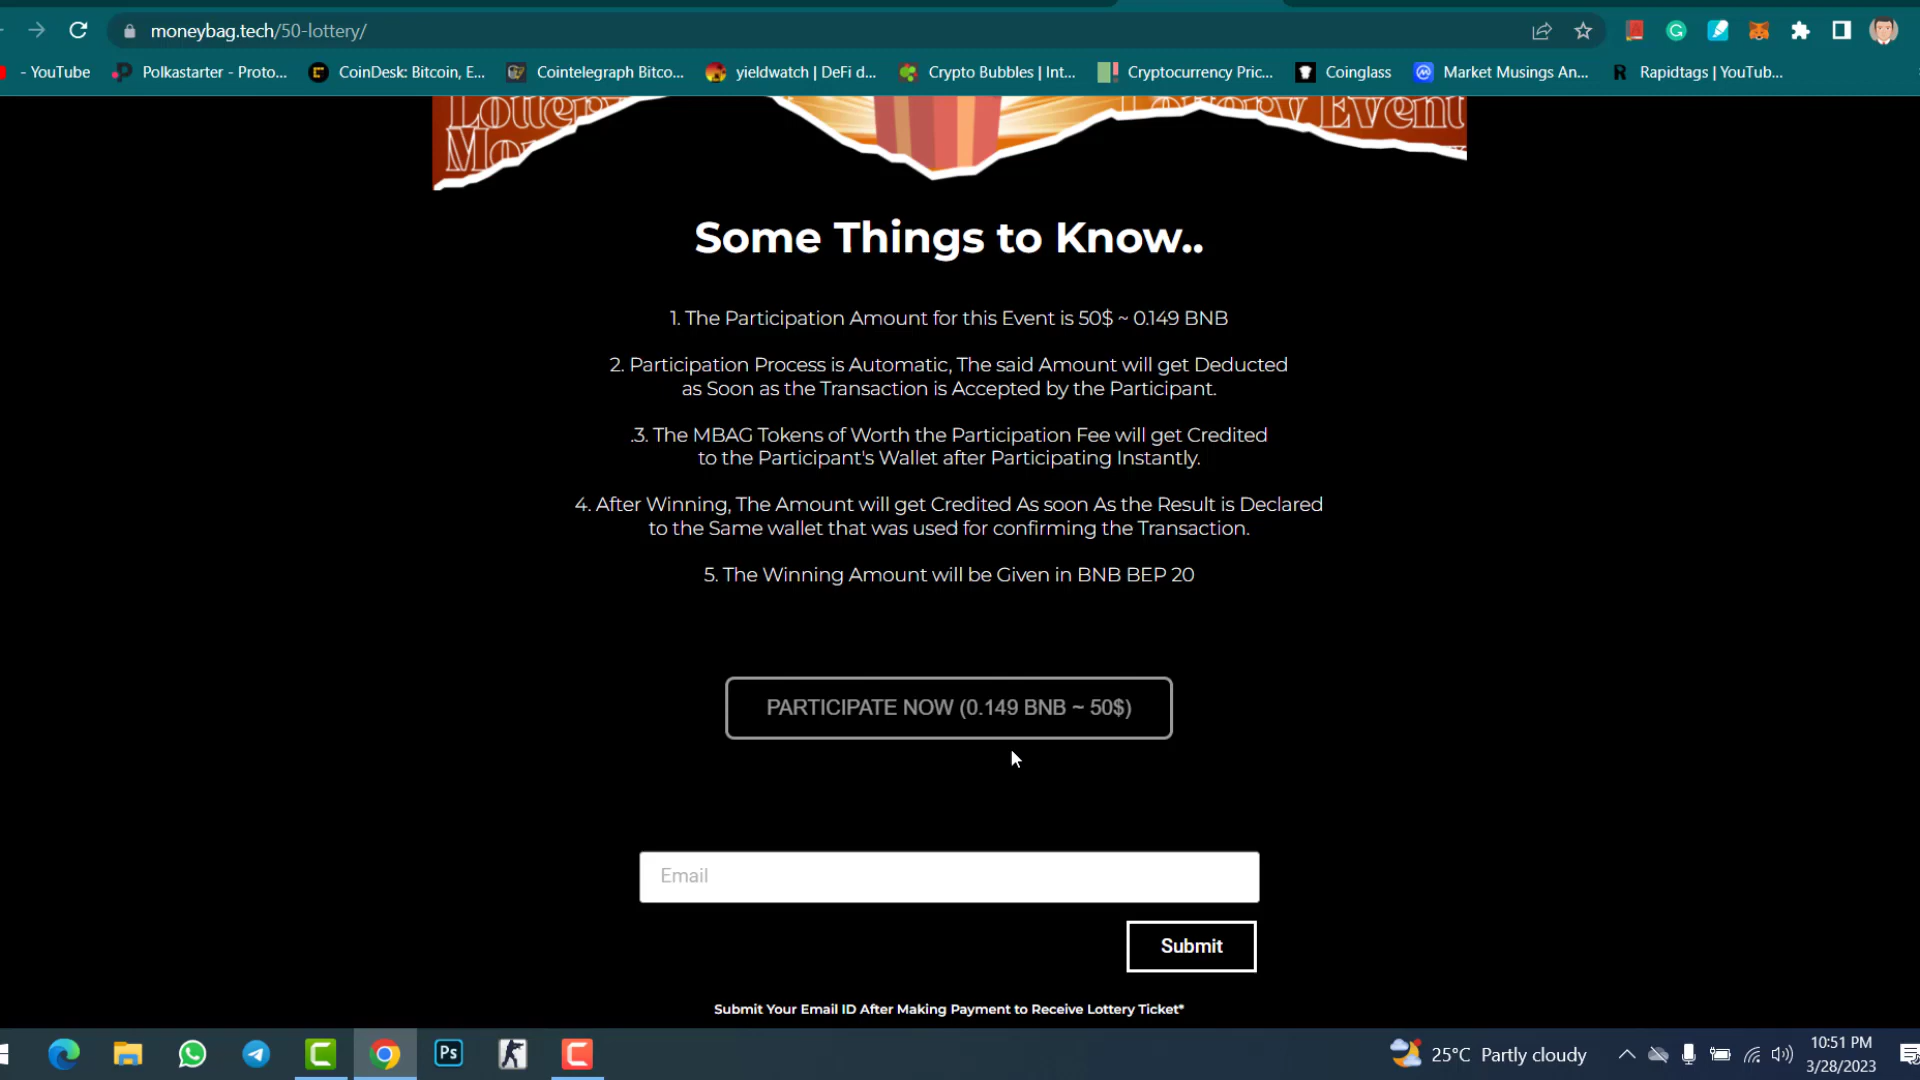 moneybag.tech/50-lottery/
- YouTube
Polkastarter - Proto...
CoinDesk: Bitcoin, E...
Cointelegraph Bitco...
yieldwatch | DeFi d...
Crypto Bubbles | Int...
Cryptocurrency Pric...
Coinglass
Market Musings An...
Rapidtags | YouTub...
Lottery
Lottery Event
Some Things to Know..
1. The Participation Amount for this Event is 50$ ~ 0.149 BNB
2. Participation Process is Automatic, The said Amount will get Deducted
as Soon as the Transaction is Accepted by the Participant.
.3. The MBAG Tokens of Worth the Participation Fee will get Credited
to the Participant's Wallet after Participating Instantly.
4. After Winning, The Amount will get Credited As soon As the Result is Declared
to the Same wallet that was used for confirming the Transaction.
5. The Winning Amount will be Given in BNB BEP 20
PARTICIPATE NOW (0.149 BNB ~ 50$)
Email
Submit
Submit Your Email ID After Making Payment to Receive Lottery Ticket*
Ps
25°C Partly cloudy
10:51 PM
3/28/2023